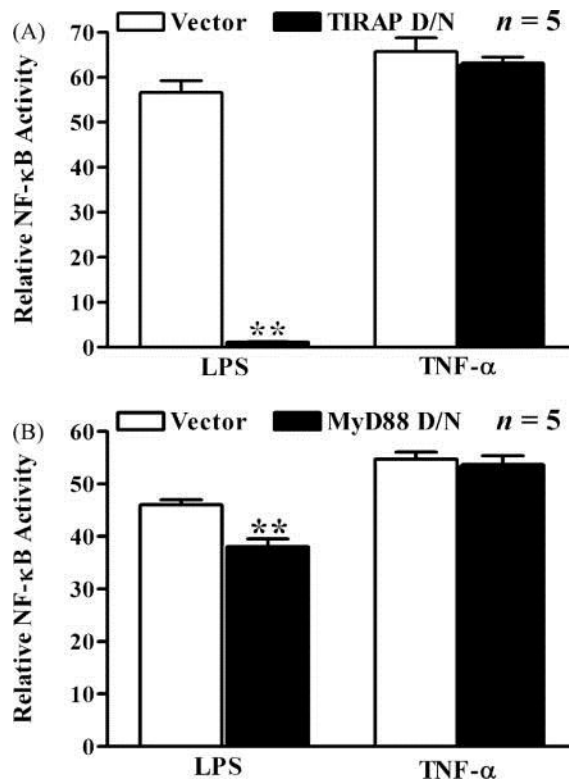 (A) Vector TIRAP D/N n = 5
Relative NF-κB Activity
70
60
50
40
30
20
10
0
**
LPS TNF-α
(B) Vector MyD88 D/N n = 5
Relative NF-κB Activity
60
50
40
30
20
10
0
**
LPS TNF-α